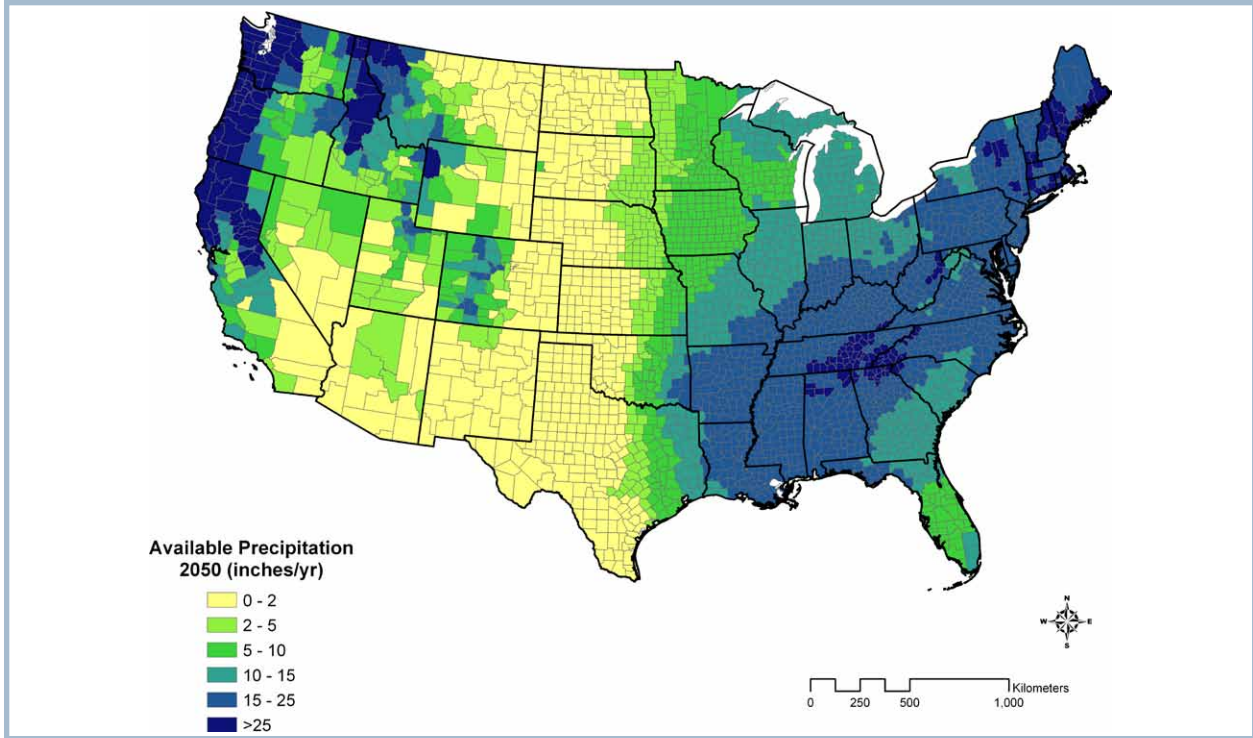 Available Precipitation
2050 (inches/yr)
0 - 2
2 - 5
5 - 10
10 - 15
15 - 25
>25
N
W E
S
Kilometers
0 250 500 1,000